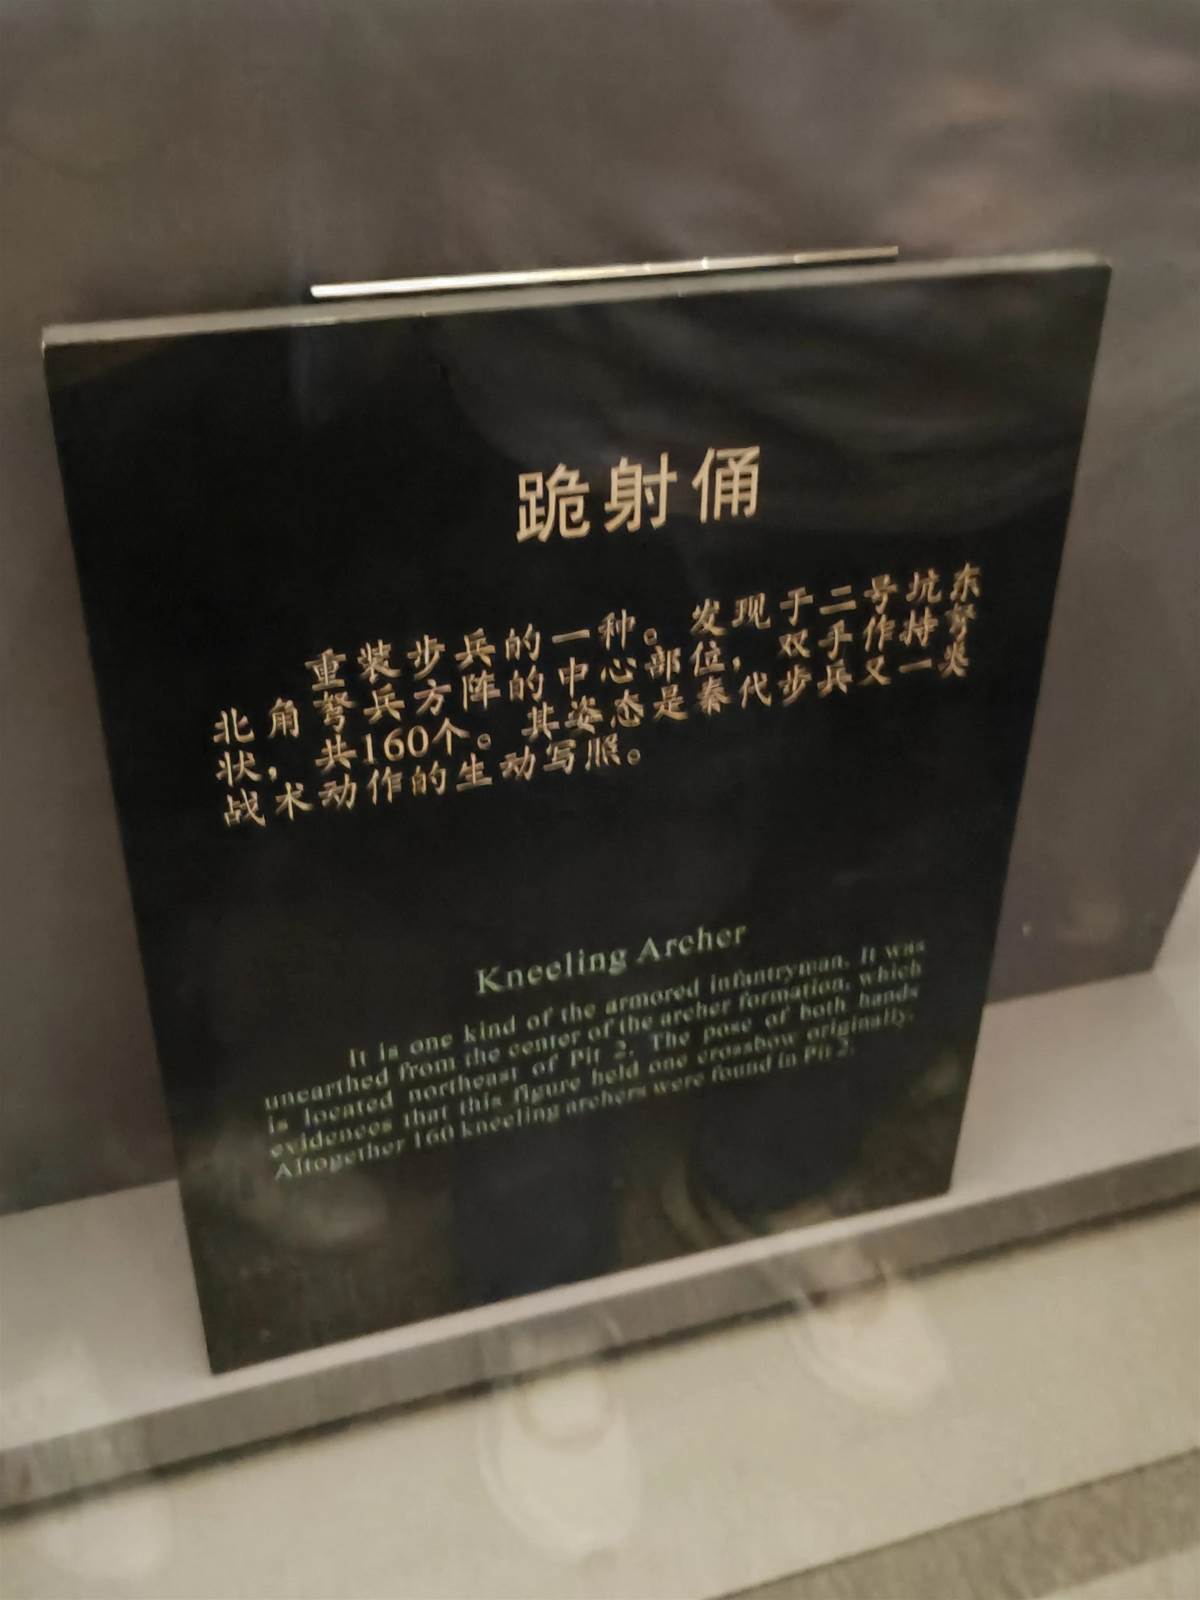 跪射俑
重装步兵的一种。发现于二号坑东
北角弩兵方阵的中心部位，双手作持弩
状，共160个。其姿态是秦代步兵又一类
战术动作的生动写照。
Kneeling Archer
It is one kind of the armored infantryman. It was
unearthed from the center of the archer formation, which
is located northeast of Pit 2. The pose of both hands
evidences that this figure held one crossbow originally.
Altogether 160 kneeling archers were found in Pit 2.